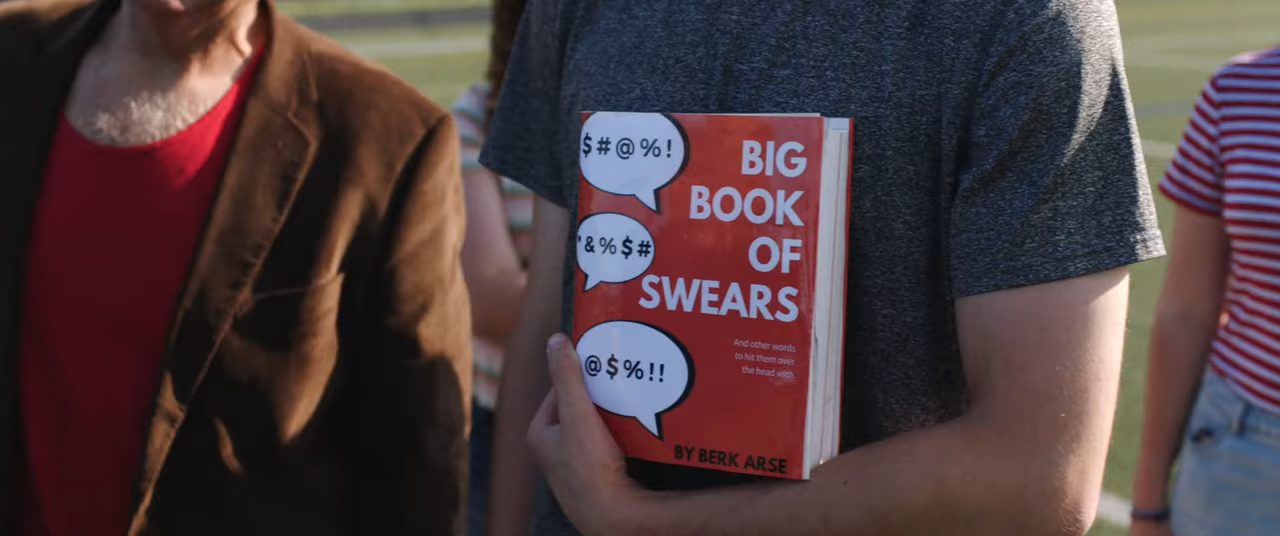 $#@%!
BIG
BOOK
OF
SWEARS
*&%$#
And other words
to hit them over
the head with.
@$%!!
BY BERK ARSE